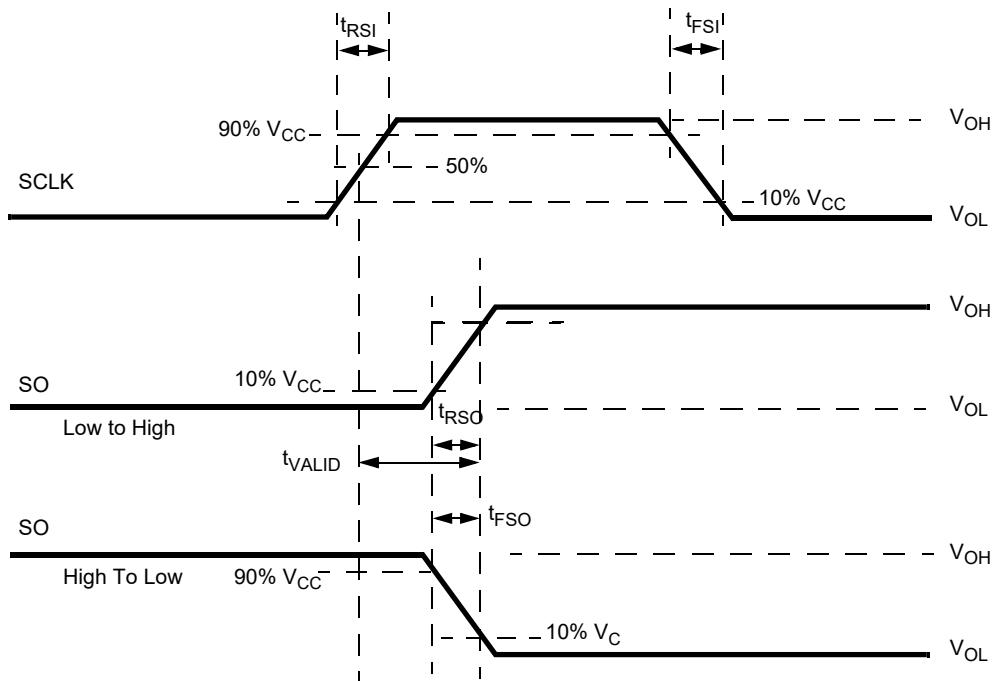 tRSI
tFSI
90% VCC
VOH
50%
SCLK
10% VCC
VOL
VOH
SO
10% VCC
tRSO
VOL
Low to High
tVALID
tFSO
SO
VOH
High To Low
90% VCC
10% VC
VOL